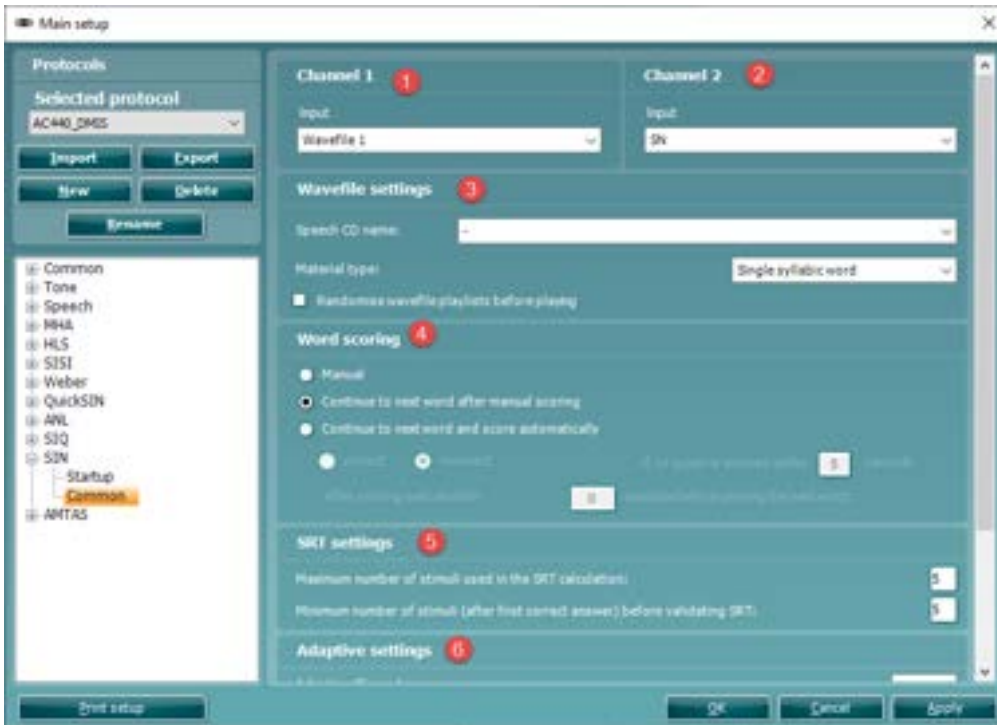 Main setup
Protocols
Selected protocol
AC440_DMIS
Import Export
New Delete
Rename
Common
Tone
Speech
MHA
HLS
SISI
Weber
QuickSIN
ANL
SIQ
SIN
Startup
Common
AMTAS
Print setup
Channel 1 1 Channel 2 2
Input Input
Wavefile 1 SN
Wavefile settings 3
Speech CD name: -
Material type: Single syllabic word
Randomize wavefile playlists before playing
Word scoring 4
Manual
Continue to next word after manual scoring
Continue to next word and score automatically
5
0
SRT settings 5
Maximum number of stimuli used in the SRT calculation: 5
Minimum number of stimuli (after first correct answer) before validating SRT: 5
Adaptive settings 6
OK Cancel Apply